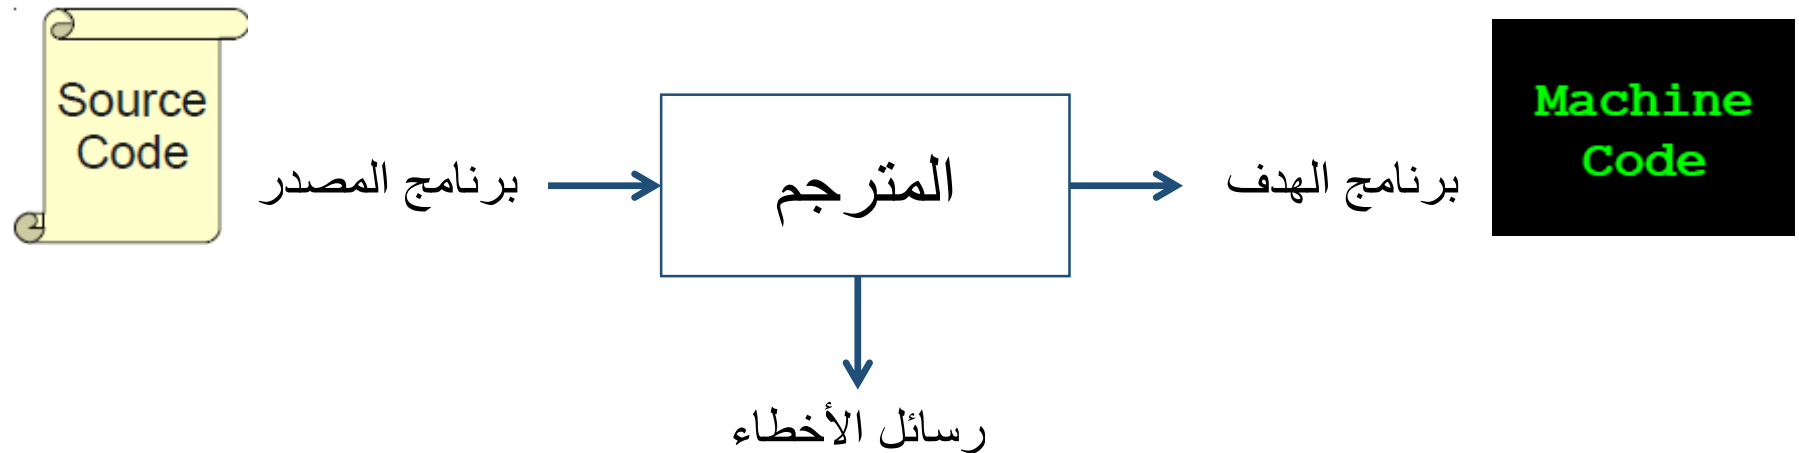 Source
Code
برنامج المصدر
المترجم
برنامج الهدف
Machine
Code
رسائل الأخطاء